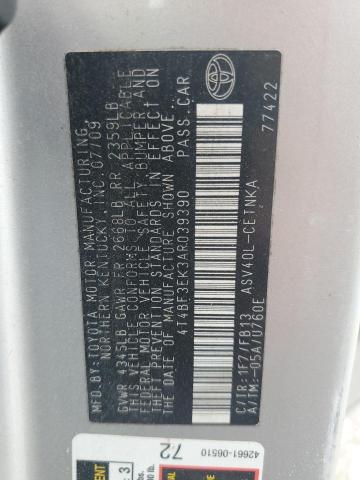 MFD.BY: TOYOTA MOTOR MANUFACTURING,
NORTHERN KENTUCKY, INC. 07/09
GVWR 4345LB GAWR FR 2668LB RR 2359LB
THIS VEHICLE CONFORMS TO ALL APPLICABLE
FEDERAL MOTOR VEHICLE SAFETY, BUMPER AND
THEFT PREVENTION STANDARDS IN EFFECT ON
THE DATE OF MANUFACTURE SHOWN ABOVE.
4T4BF3EK3AR039390 PASS.CAR
C/TR:1F7/FB13 ASV40L-CETNKA
A/TM:-05A/U760E
77422
42661-06510
72